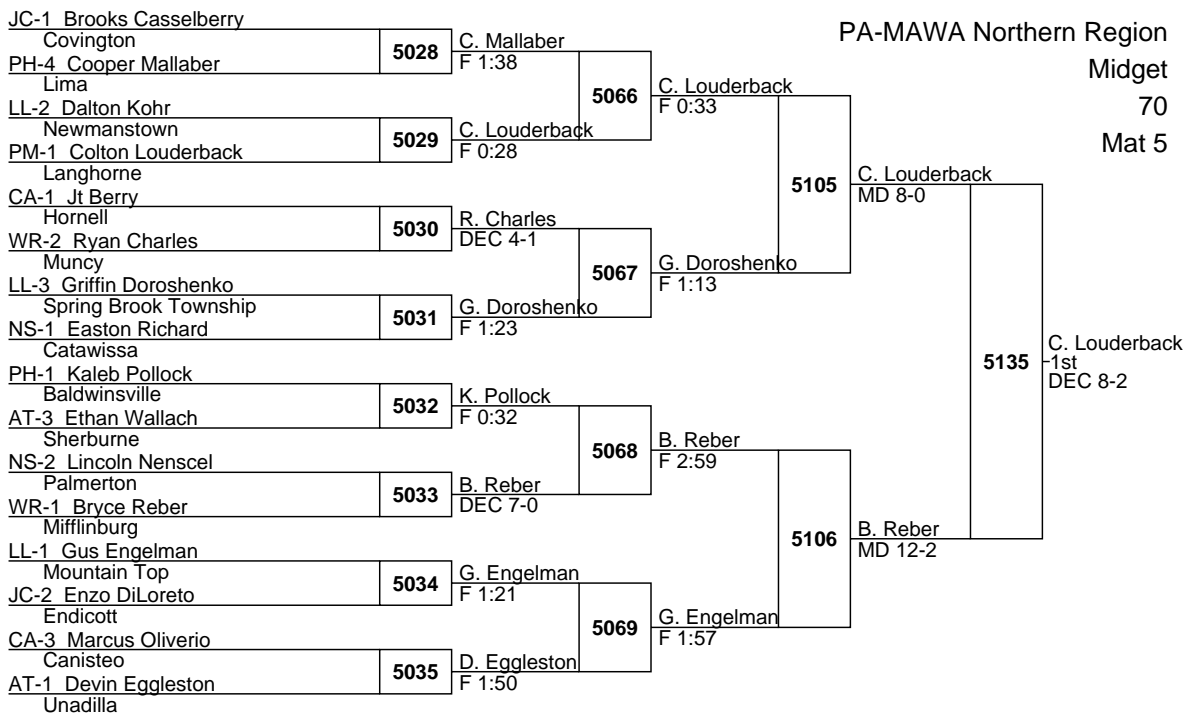 PA-MAWA Northern Region
Midget
70
Mat 5
JC-1 Brooks Casselberry
Covington
PH-4 Cooper Mallaber
Lima
LL-2 Dalton Kohr
Newmanstown
PM-1 Colton Louderback
Langhorne
CA-1 Jt Berry
Hornell
WR-2 Ryan Charles
Muncy
LL-3 Griffin Doroshenko
Spring Brook Township
NS-1 Easton Richard
Catawissa
PH-1 Kaleb Pollock
Baldwinsville
AT-3 Ethan Wallach
Sherburne
NS-2 Lincoln Nenscel
Palmerton
WR-1 Bryce Reber
Mifflinburg
LL-1 Gus Engelman
Mountain Top
JC-2 Enzo DiLoreto
Endicott
CA-3 Marcus Oliverio
Canisteo
AT-1 Devin Eggleston
Unadilla
5028
C. Mallaber
F 1:38
5029
C. Louderback
F 0:28
5030
R. Charles
DEC 4-1
5031
G. Doroshenko
F 1:23
5032
K. Pollock
F 0:32
5033
B. Reber
DEC 7-0
5034
G. Engelman
F 1:21
5035
D. Eggleston
F 1:50
5066
C. Louderback
F 0:33
5067
G. Doroshenko
F 1:13
5068
B. Reber
F 2:59
5069
G. Engelman
F 1:57
5105
C. Louderback
MD 8-0
5106
B. Reber
MD 12-2
5135
C. Louderback
1st
DEC 8-2